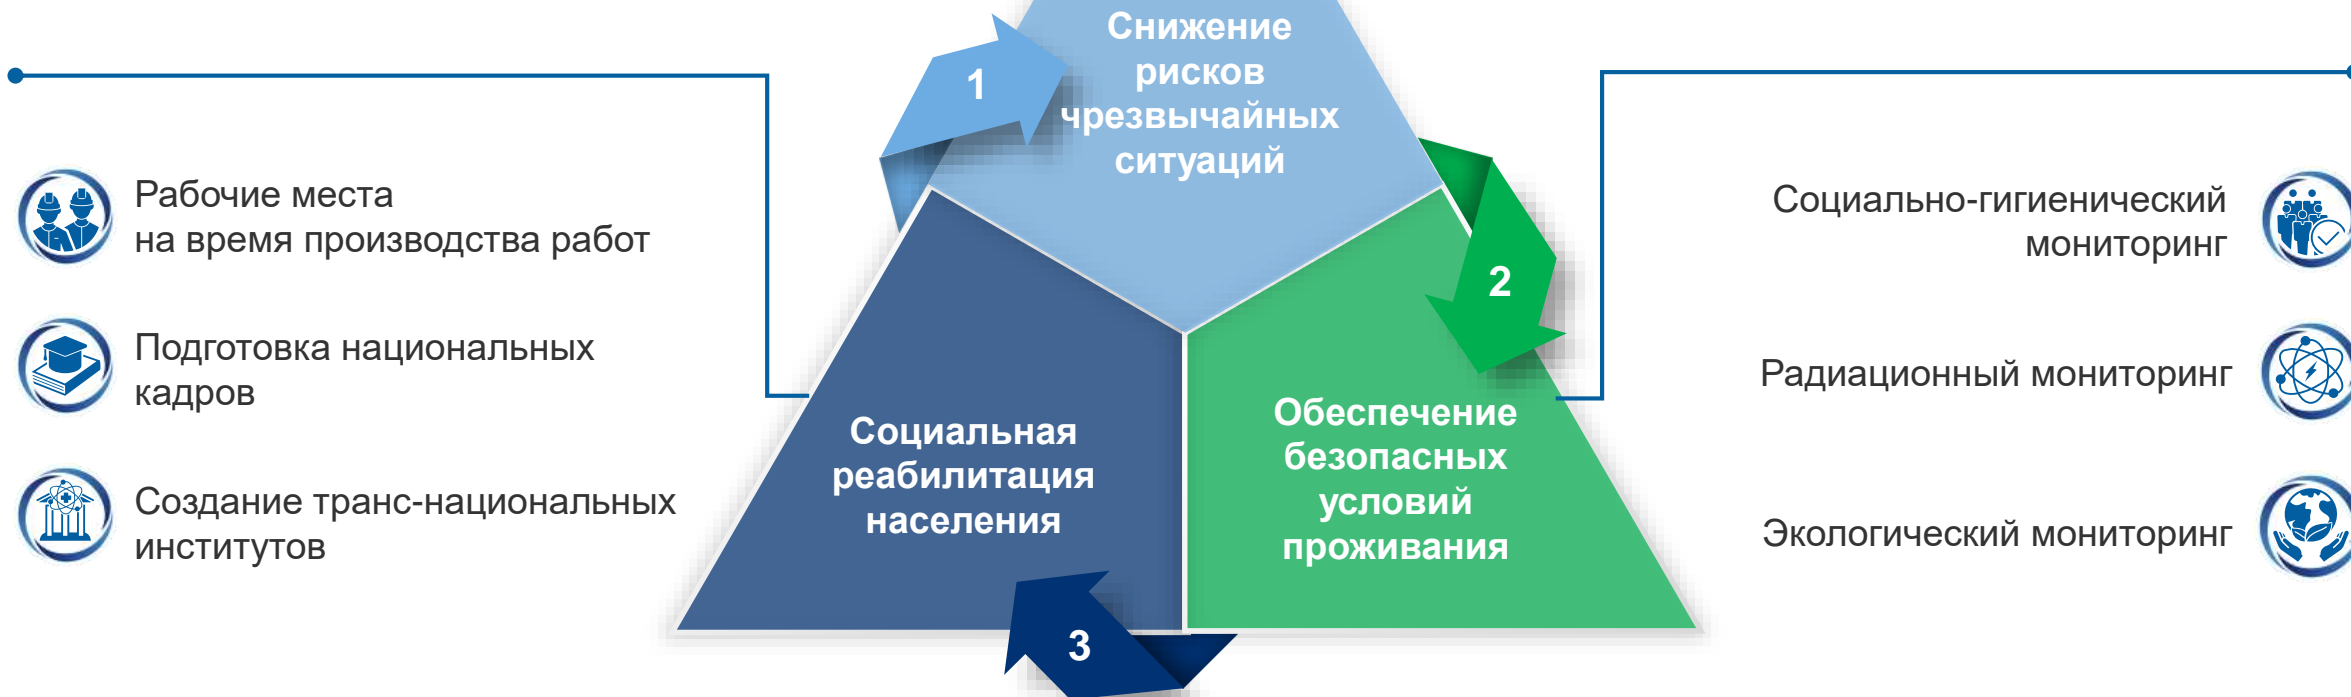 Снижение
рисков
чрезвычайных
ситуаций
1
2
3
Рабочие места
на время производства работ
Подготовка национальных
кадров
Создание транс-национальных
институтов
Социальная
реабилитация
населения
Обеспечение
безопасных
условий
проживания
Социально-гигиенический
мониторинг
Радиационный мониторинг
Экологический мониторинг